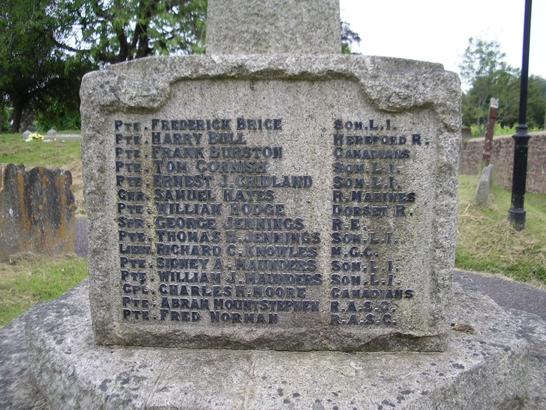 PTE. FREDERICK BRICE SOM. L.I.
PTE. HARRY BULL HEREFORD R.
PTE. FRANK BURSTON CANADIANS
PTE. TOM CORNISH SOM. L.I.
PTE. ERNEST GRIDLAND SOM. L.I.
GNR. SAMUEL HAYES R. MARINES
PTE. WILLIAM HODGE DORSET R.
SPR. GEORGE JENNINGS R.E.
PTE. THOMAS F. JENNINGS SOM. L.I.
LIEU. RICHARD C. KNOWLES M.G.C.
PTE. SIDNEY A. MAUNDERS SOM. L.I.
PTE. WILLIAM J. MAUNDERS SOM. L.I.
CPL. CHARLES H. MOORE CANADIANS
PTE. ABRAM MOUNTSTEPHEN R.A.S.C.
PTE. FRED NORMAN R.A.S.C.